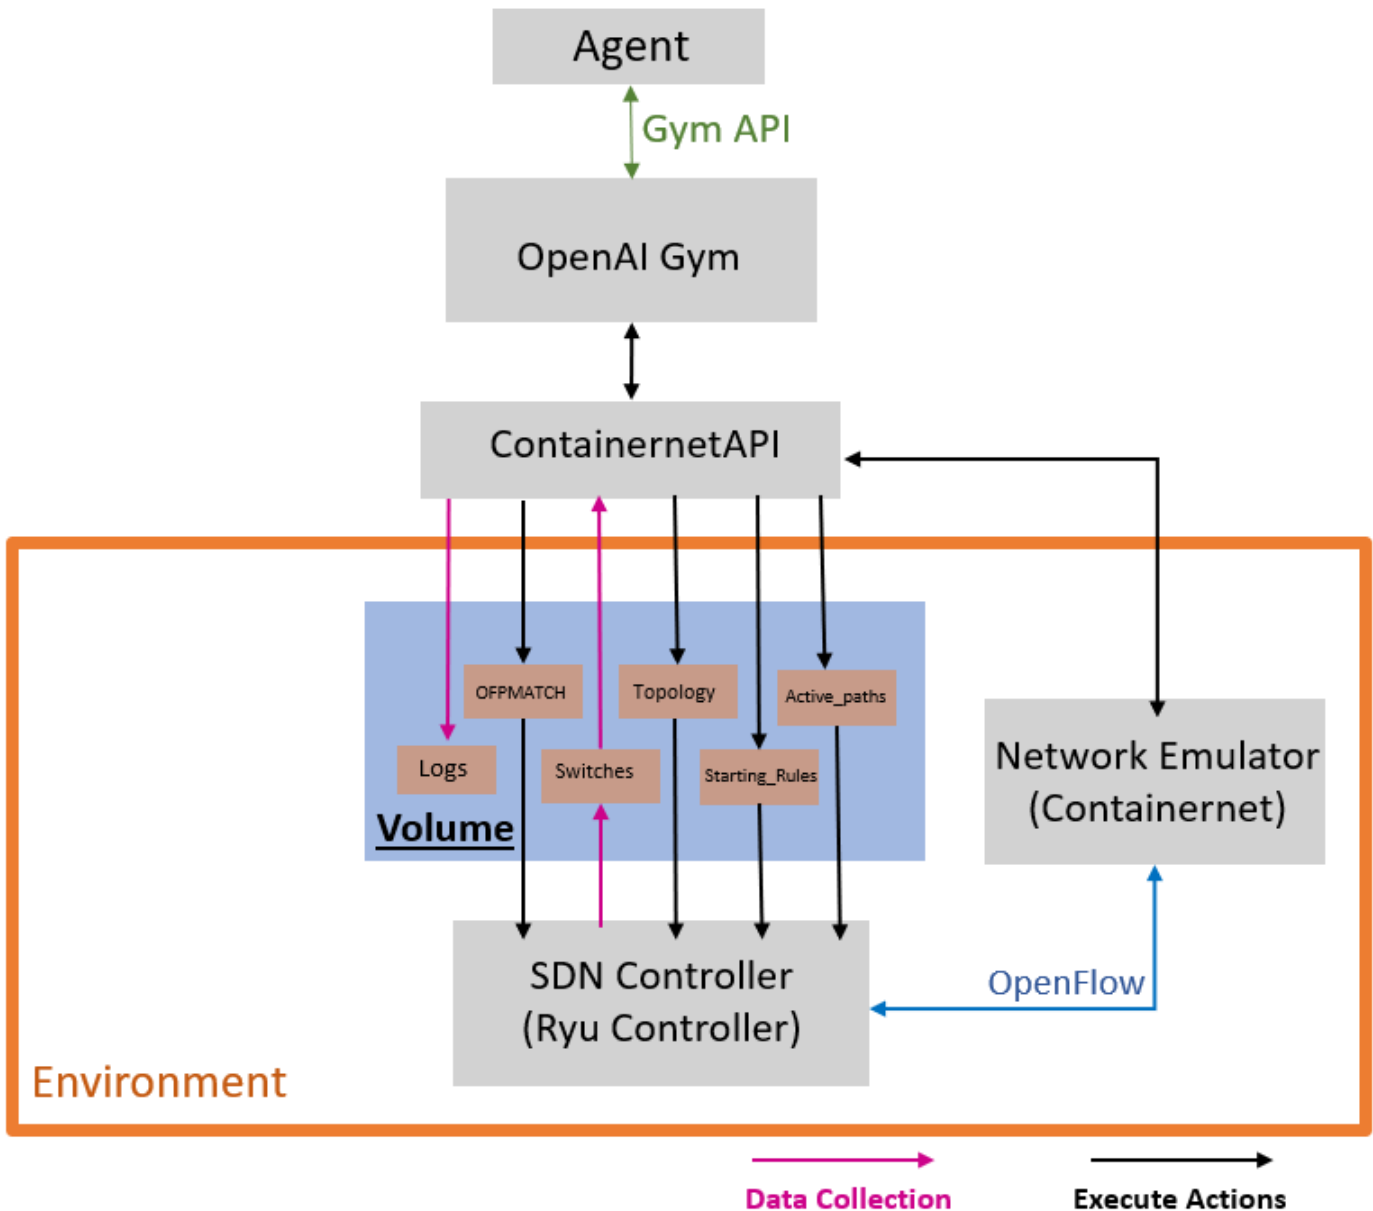 Agent
Gym API
OpenAI Gym
ContainernetAPI
OFPMATCH
Topology
Active_paths
Logs
Switches
Starting_Rules
Volume
Network Emulator
(Containernet)
SDN Controller
(Ryu Controller)
OpenFlow
Environment
Data Collection
Execute Actions